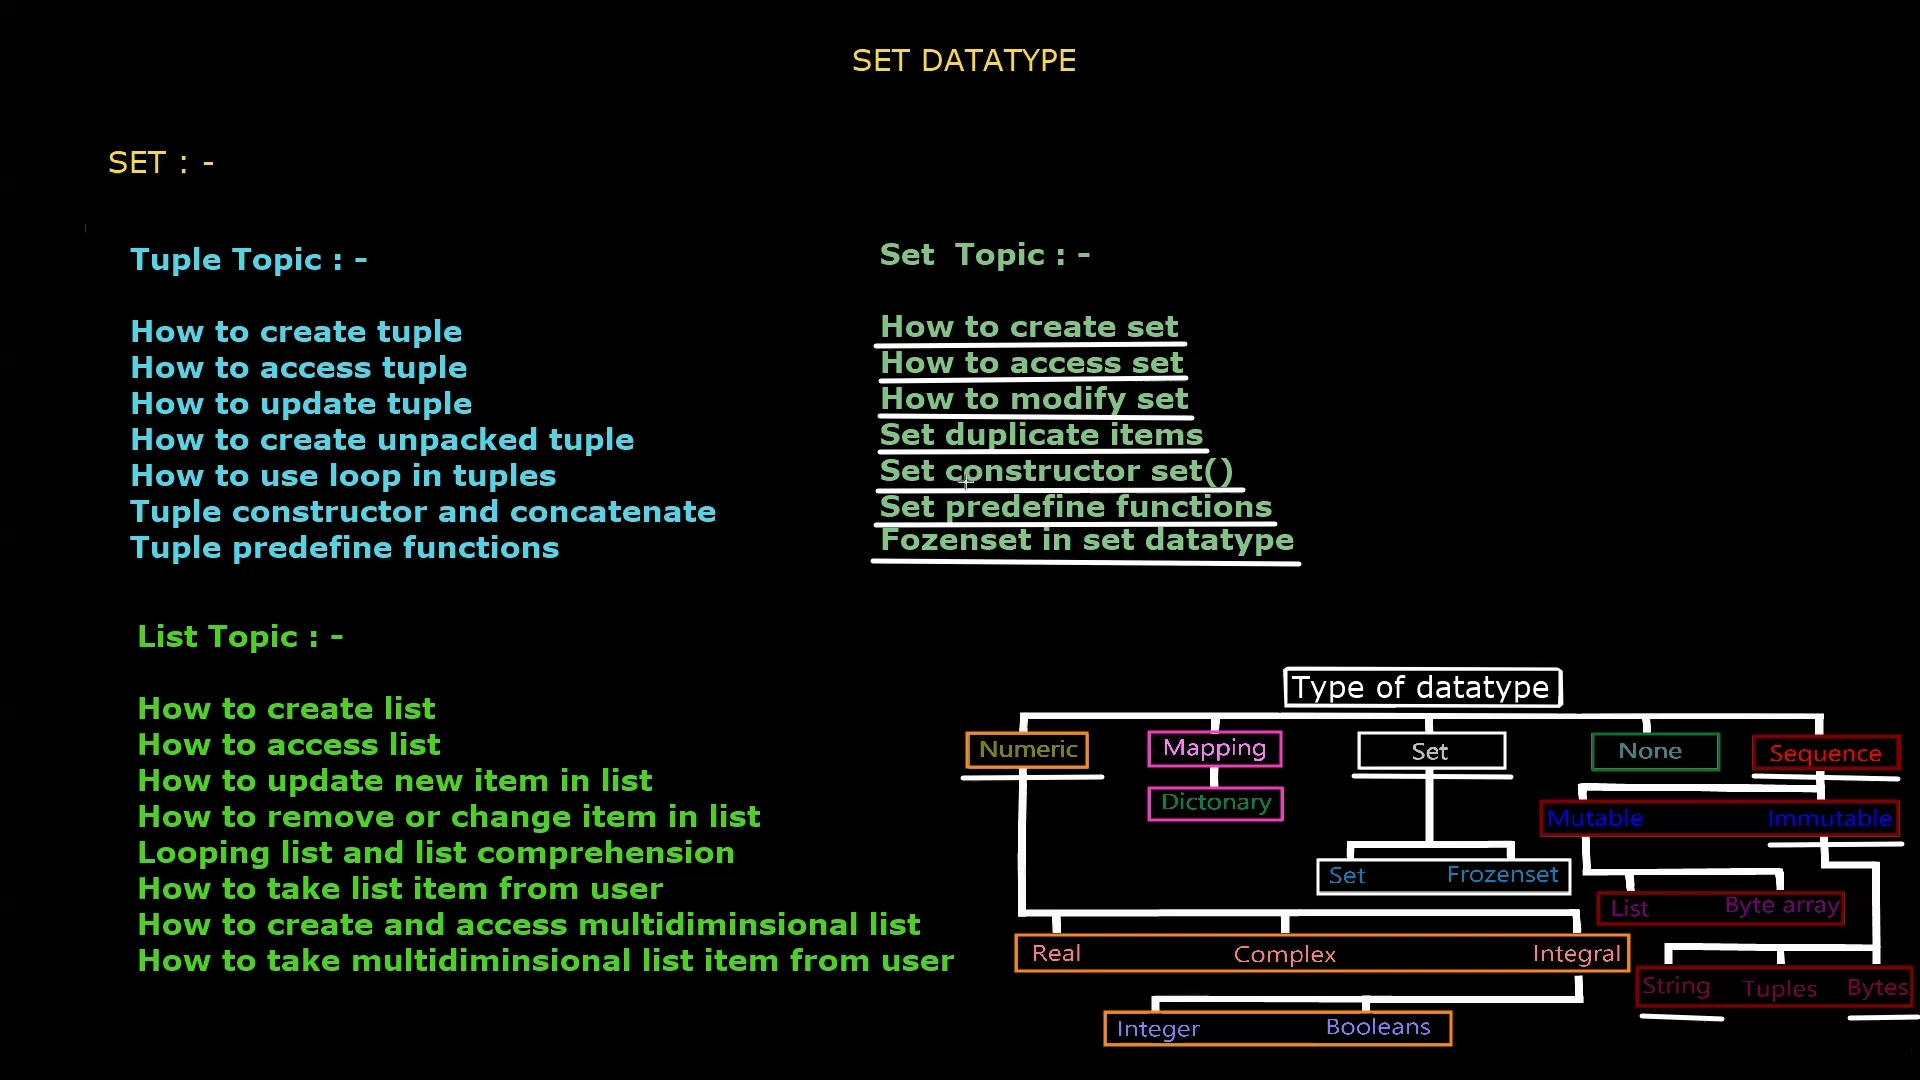 SET DATATYPE
SET : -
Tuple Topic : -
How to create tuple
How to access tuple
How to update tuple
How to create unpacked tuple
How to use loop in tuples
Tuple constructor and concatenate
Tuple predefine functions
Set  Topic : -
How to create set
How to access set
How to modify set
Set duplicate items
Set constructor set()
Set predefine functions
Fozenset in set datatype
List Topic : -
How to create list
How to access list
How to update new item in list
How to remove or change item in list
Looping list and list comprehension
How to take list item from user
How to create and access multidiminsional list
How to take multidiminsional list item from user
Type of datatype
Numeric Mapping Set None Sequence
Dictonary
Mutable Immutable
Set Frozenset
List Byte array
Real Complex Integral
String Tuples Bytes
Integer Booleans